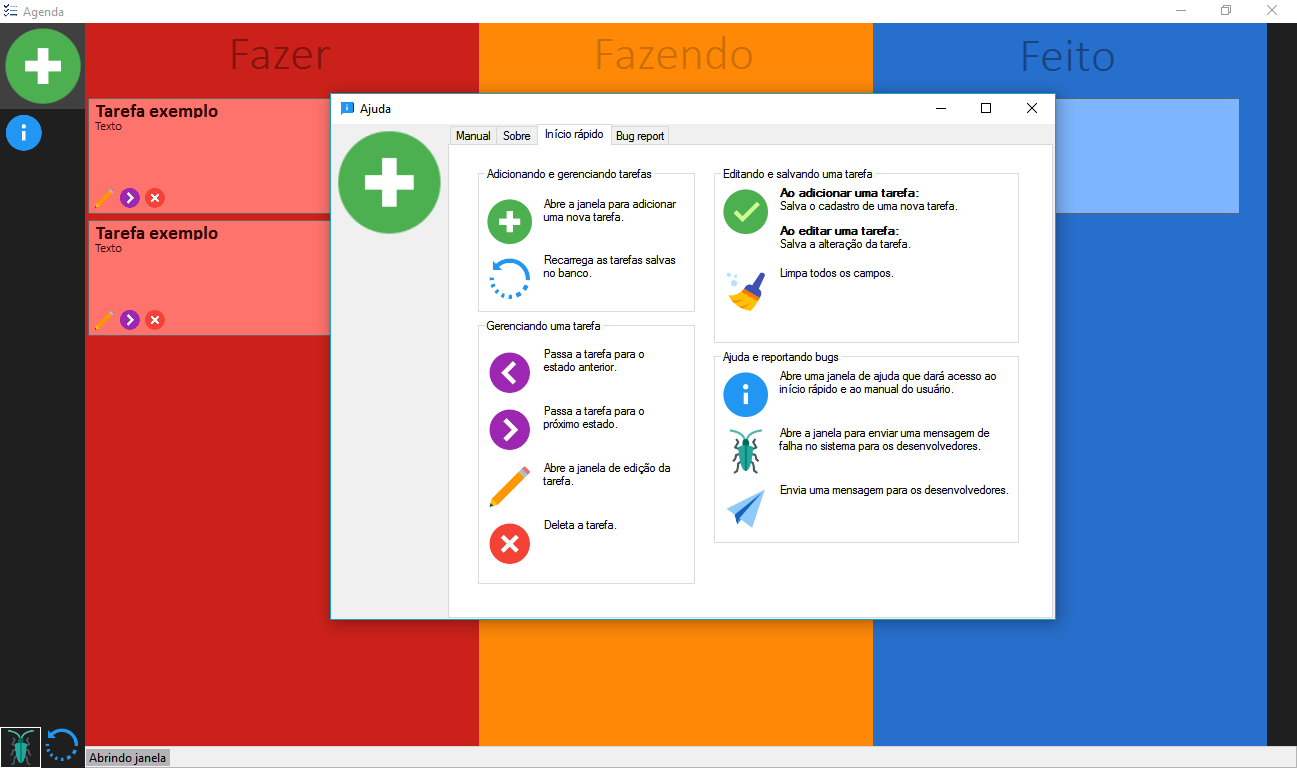 Agenda
Fazer
Fazendo
Feito
Tarefa exemplo
Texto
Tarefa exemplo
Texto
Ajuda
Manual
Sobre
Início rápido
Bug report
Adicionando e gerenciando tarefas
Abre a janela para adicionar
uma nova tarefa.
Recarrega as tarefas salvas
no banco.
Gerenciando uma tarefa
Passa a tarefa para o
estado anterior.
Passa a tarefa para o
próximo estado.
Abre a janela de edição da
tarefa.
Deleta a tarefa.
Editando e salvando uma tarefa
Ao adicionar uma tarefa:
Salva o cadastro de uma nova tarefa.
Ao editar uma tarefa:
Salva a alteração da tarefa.
Limpa todos os campos.
Ajuda e reportando bugs
Abre uma janela de ajuda que dará acesso ao
início rápido e ao manual do usuário.
Abre a janela para enviar uma mensagem de
falha no sistema para os desenvolvedores.
Envia uma mensagem para os desenvolvedores.
Abrindo janela